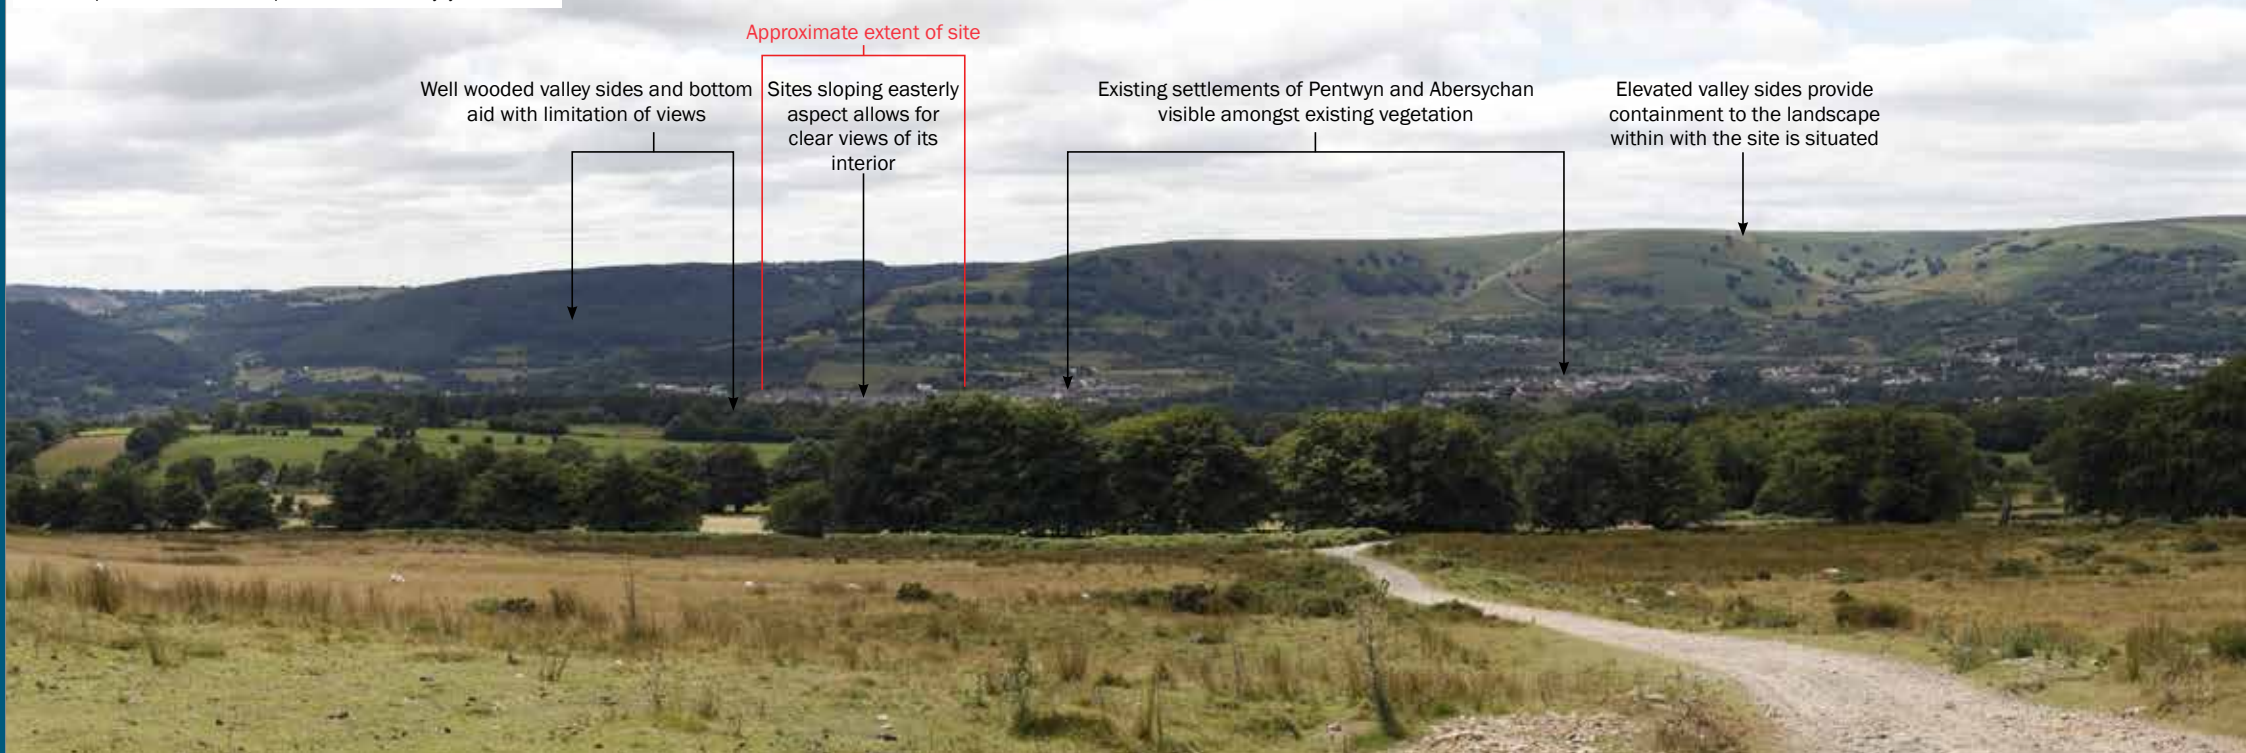 Approximate extent of site
Well wooded valley sides and bottom
aid with limitation of views
Sites sloping easterly
aspect allows for
clear views of its
interior
Existing settlements of Pentwyn and Abersychan
visible amongst existing vegetation
Elevated valley sides provide
containment to the landscape
within with the site is situated